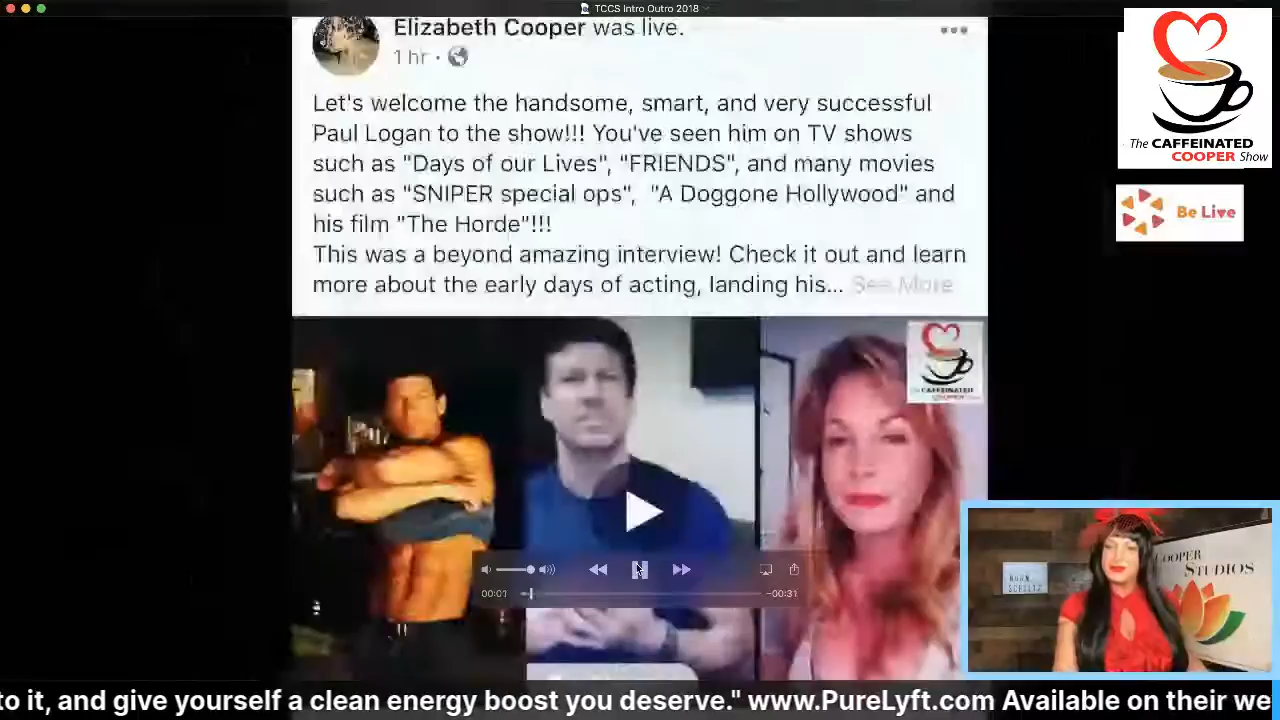 TCCS Intro Outro 2018
Elizabeth Cooper was live.
1 hr ·
Let's welcome the handsome, smart, and very successful
Paul Logan to the show!!! You've seen him on TV shows
such as "Days of our Lives", "FRIENDS", and many movies
such as "SNIPER special ops", "A Doggone Hollywood" and
his film "The Horde"!!!
This was a beyond amazing interview! Check it out and learn
more about the early days of acting, landing his... See More
The CAFFEINATED
COOPER Show
Be Live
The CAFFEINATED
COOPER Show
00:01
-00:31
COOPER
STUDIOS
to it, and give yourself a clean energy boost you deserve." www.PureLyft.com Available on their we